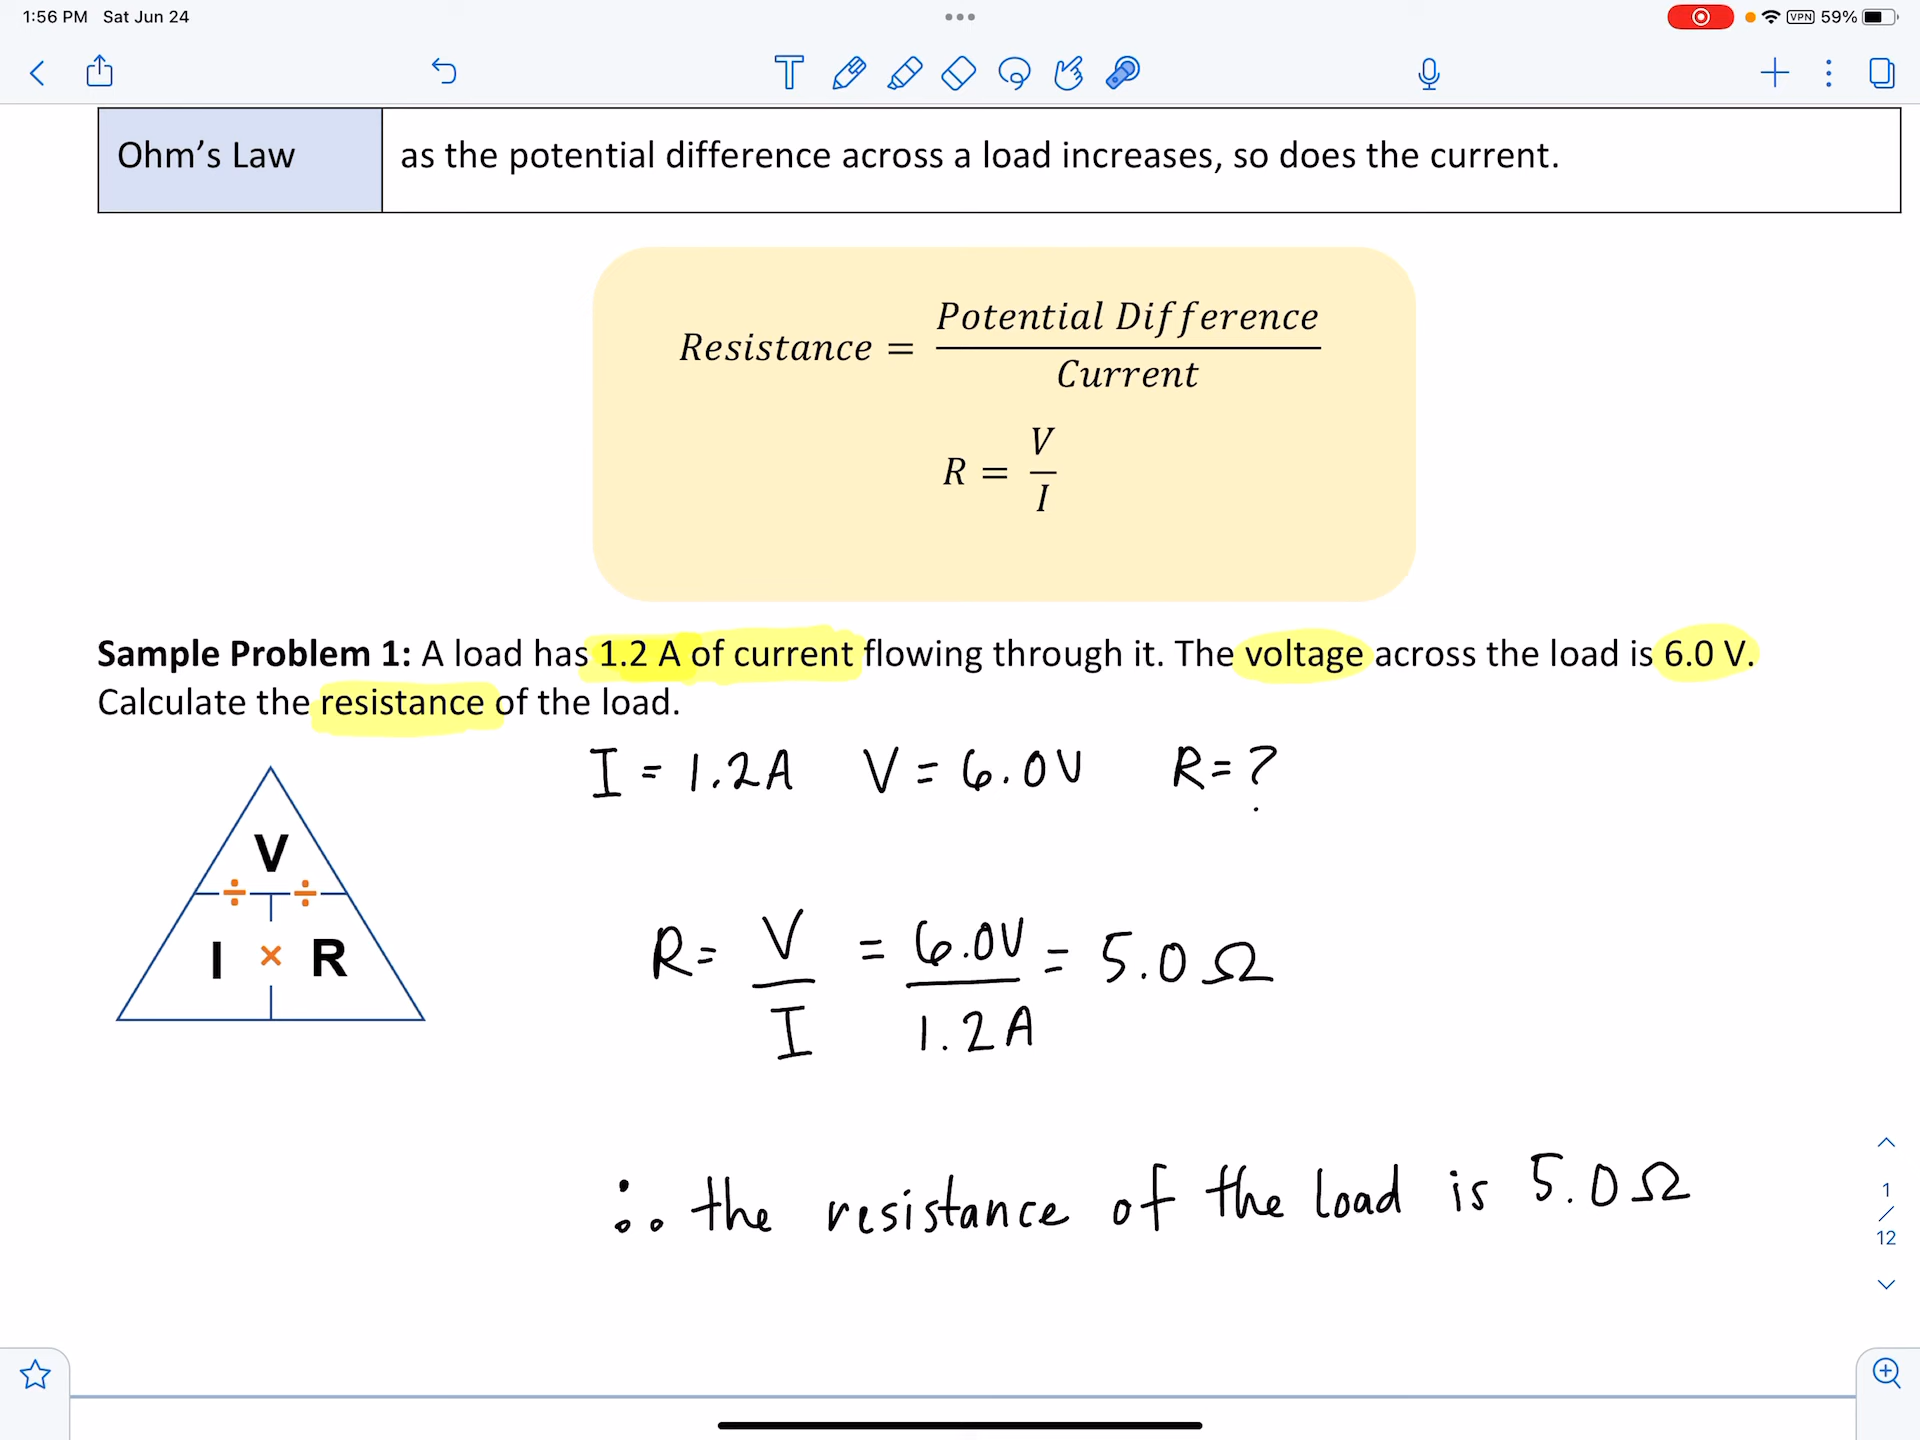 1:56 PM Sat Jun 24
VPN 59%
Ohm's Law
as the potential difference across a load increases, so does the current.
Resistance = Potential Difference / Current
R = V / I
Sample Problem 1: A load has 1.2 A of current flowing through it. The voltage across the load is 6.0 V.
Calculate the resistance of the load.
I = 1.2A V = 6.0V R = ?
V
÷ ÷
I × R
R = V / I = 6.0V / 1.2A = 5.0 Ω
∴ the resistance of the load is 5.0 Ω
1
/
12